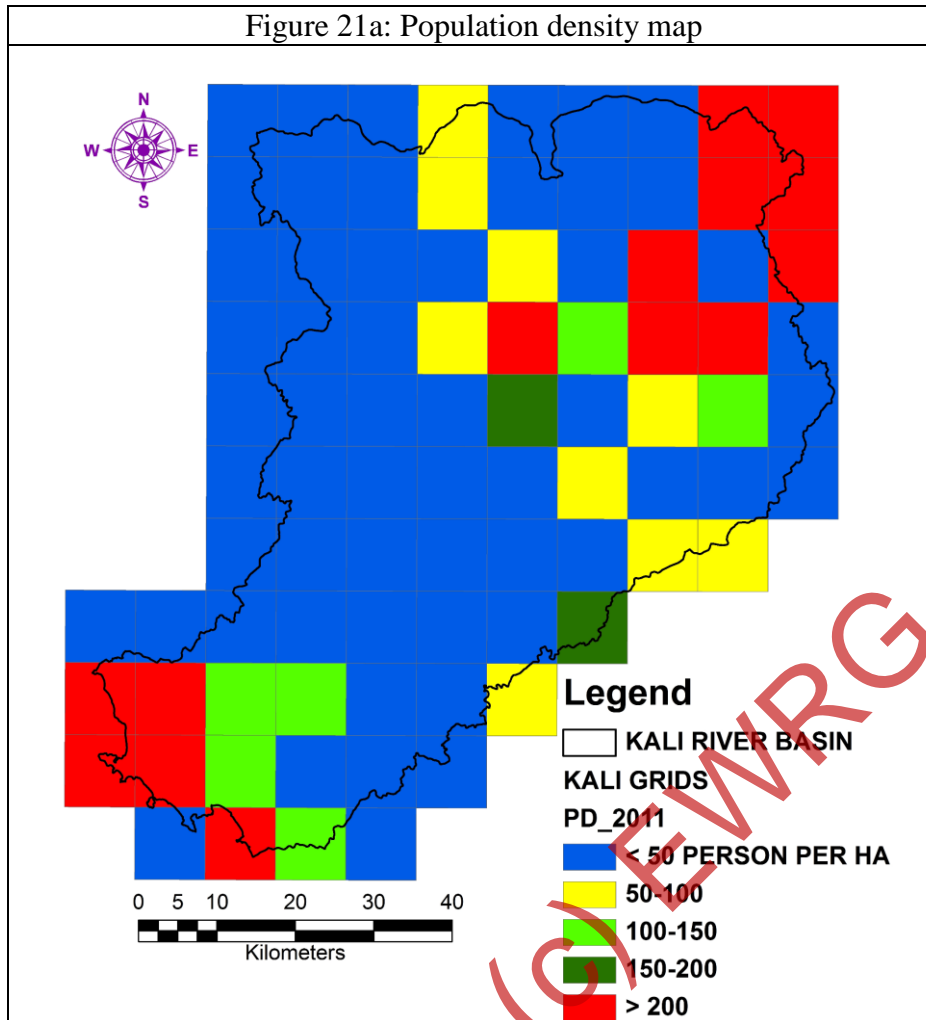 Figure 21a: Population density map
N
W E
S
Legend
KALI RIVER BASIN
KALI GRIDS
PD_2011
< 50 PERSON PER HA
50-100
100-150
150-200
> 200
0 5 10 20 30 40
Kilometers
(c) EWRG